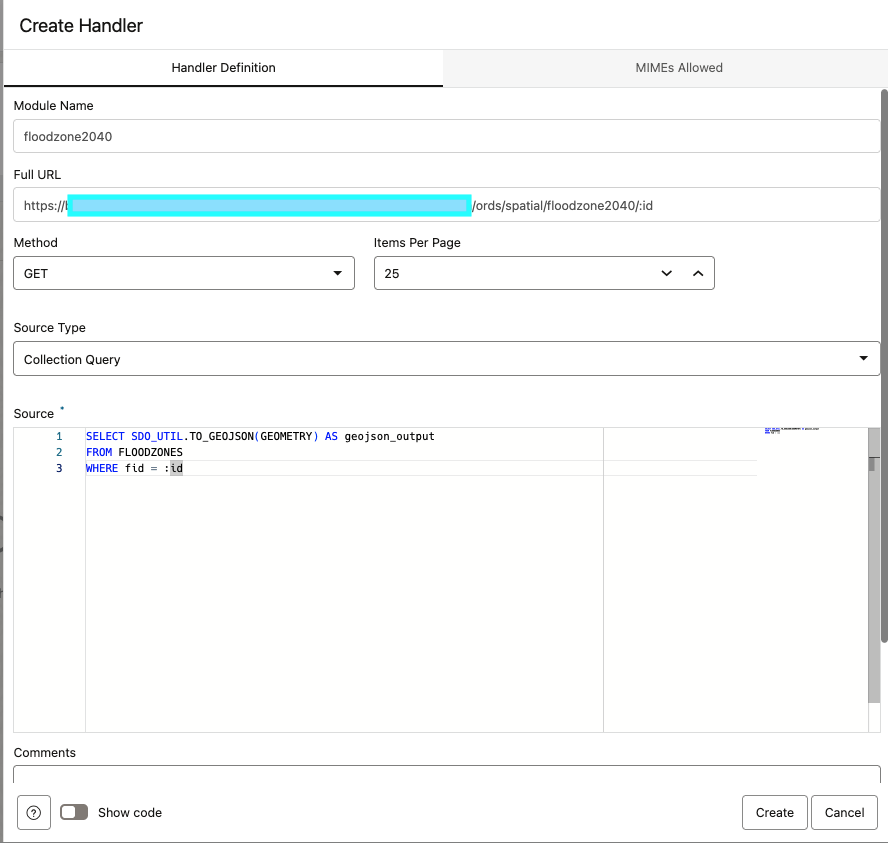 Create Handler
Handler Definition
MIMEs Allowed
Module Name
floodzone2040
Full URL
https:// /ords/spatial/floodzone2040/:id
Method
Items Per Page
GET
25
Source Type
Collection Query
Source *
1 SELECT SDO_UTIL.TO_GEOJSON(GEOMETRY) AS geojson_output
2 FROM FLOODZONES
3 WHERE fid = :id
Comments
? Show code
Create
Cancel